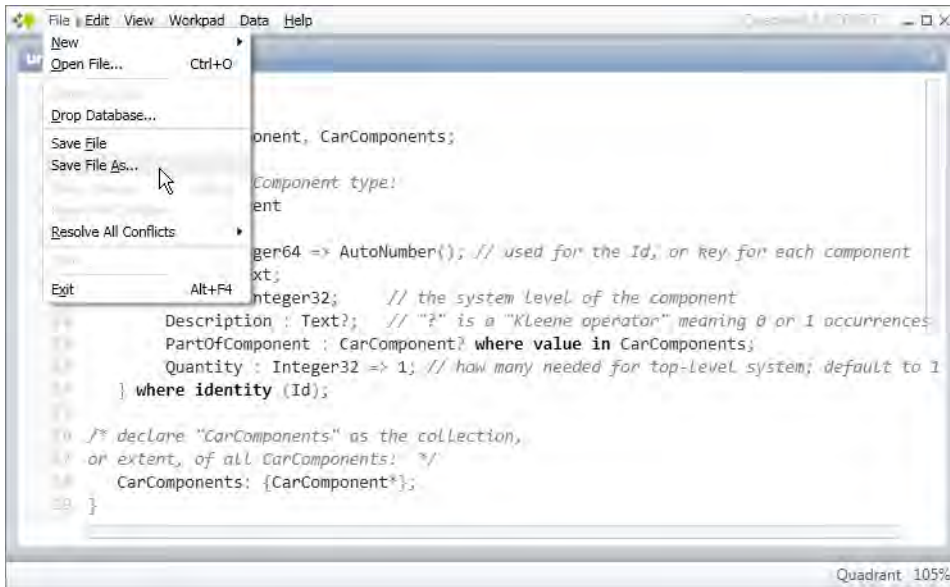 File Edit View Workpad Data Help
New
Open File... Ctrl+O
Drop Database...
Save File
Save File As...
Resolve All Conflicts
Exit Alt+F4
onent, CarComponents;
Component type:
ent
ger64 => AutoNumber(); // used for the Id, or key for each component
xt;
nteger32; // the system level of the component
Description : Text?; // "?" is a "Kleene operator" meaning 0 or 1 occurrences
PartOfComponent : CarComponent? where value in CarComponents;
Quantity : Integer32 => 1; // how many needed for top-level system; default to 1
} where identity (Id);
/* declare "CarComponents" as the collection,
or extent, of all CarComponents: */
CarComponents: {CarComponent*};
}
Quadrant 105%